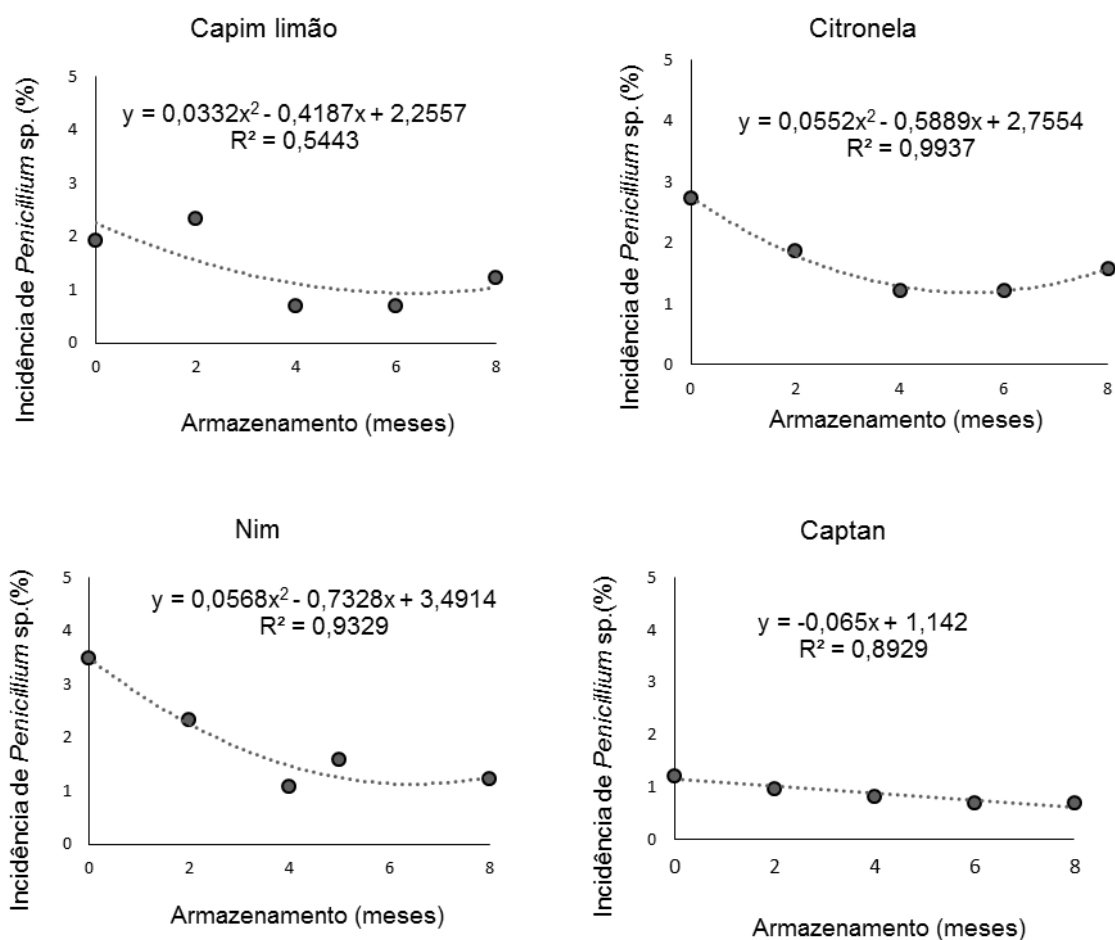 Capim limão
Incidência de Penicillium sp.(%)
5
4
3
2
1
0
y = 0,0332x² - 0,4187x + 2,2557
R² = 0,5443
0 2 4 6 8
Armazenamento (meses)
Citronela
Incidência de Penicillium sp.(%)
5
4
3
2
1
0
y = 0,0552x² - 0,5889x + 2,7554
R² = 0,9937
0 2 4 6 8
Armazenamento (meses)
Nim
Incidência de Penicillium sp.(%)
5
4
3
2
1
0
y = 0,0568x² - 0,7328x + 3,4914
R² = 0,9329
0 2 4 6 8
Armazenamento (meses)
Captan
Incidência de Penicillium sp.(%)
5
4
3
2
1
0
y = -0,065x + 1,142
R² = 0,8929
0 2 4 6 8
Armazenamento (meses)